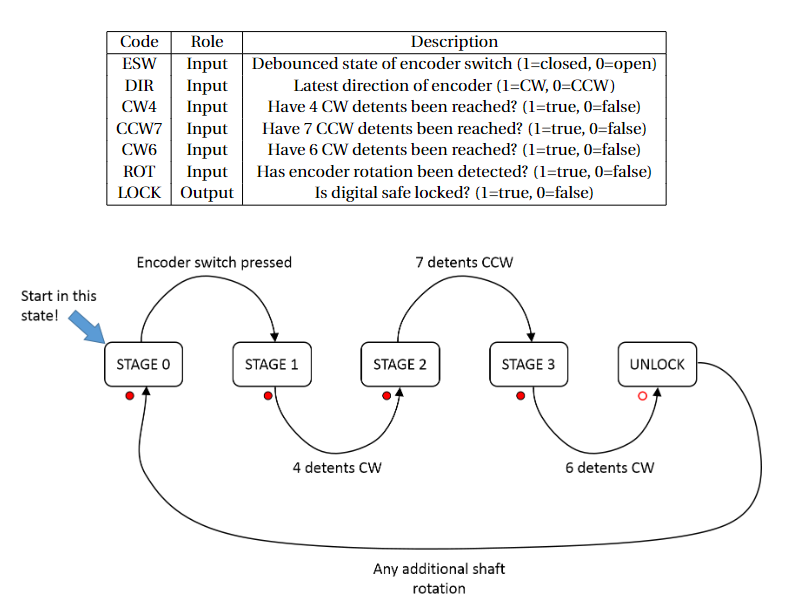 Code Role Description
ESW Input Debounced state of encoder switch (1=closed, 0=open)
DIR Input Latest direction of encoder (1=CW, 0=CCW)
CW4 Input Have 4 CW detents been reached? (1=true, 0=false)
CCW7 Input Have 7 CCW detents been reached? (1=true, 0=false)
CW6 Input Have 6 CW detents been reached? (1=true, 0=false)
ROT Input Has encoder rotation been detected? (1=true, 0=false)
LOCK Output Is digital safe locked? (1=true, 0=false)
Encoder switch pressed
7 detents CCW
Start in this
state!
STAGE 0
STAGE 1
STAGE 2
STAGE 3
UNLOCK
4 detents CW
6 detents CW
Any additional shaft
rotation